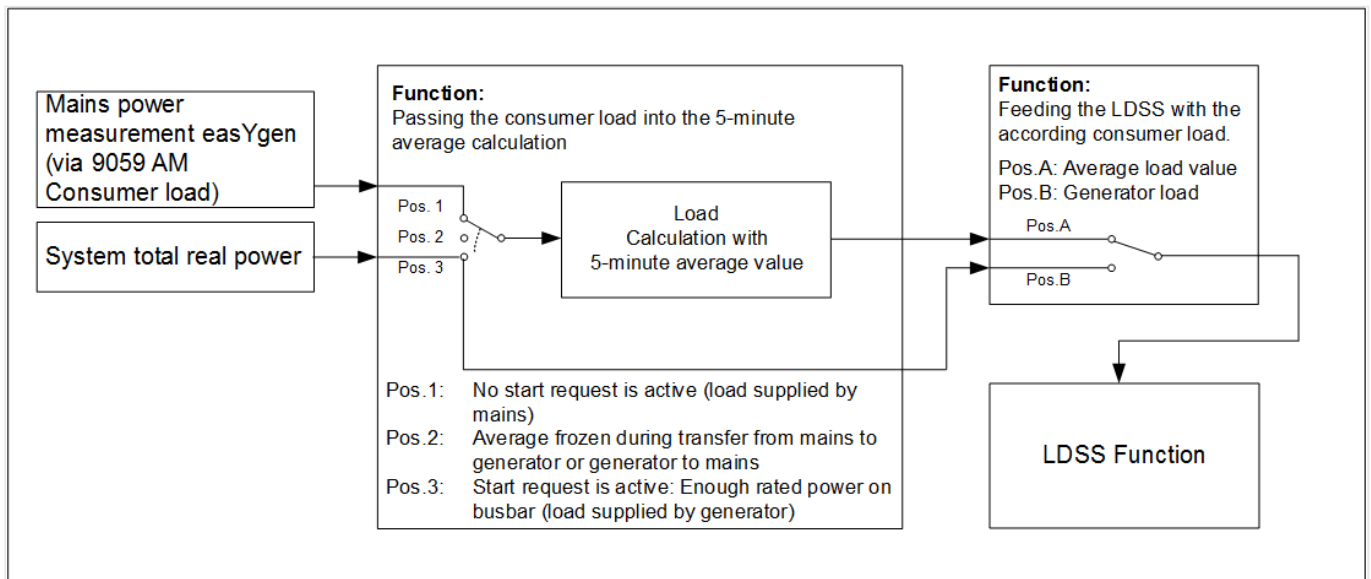 Mains power
measurement easYgen
(via 9059 AM
Consumer load)
System total real power
Function:
Passing the consumer load into the 5-minute
average calculation
Pos. 1
Pos. 2
Pos. 3
Load
Calculation with
5-minute average value
Pos.1: No start request is active (load supplied by
mains)
Pos.2: Average frozen during transfer from mains to
generator or generator to mains
Pos.3: Start request is active: Enough rated power on
busbar (load supplied by generator)
Function:
Feeding the LDSS with the
according consumer load.
Pos.A: Average load value
Pos.B: Generator load
Pos.A
Pos.B
LDSS Function